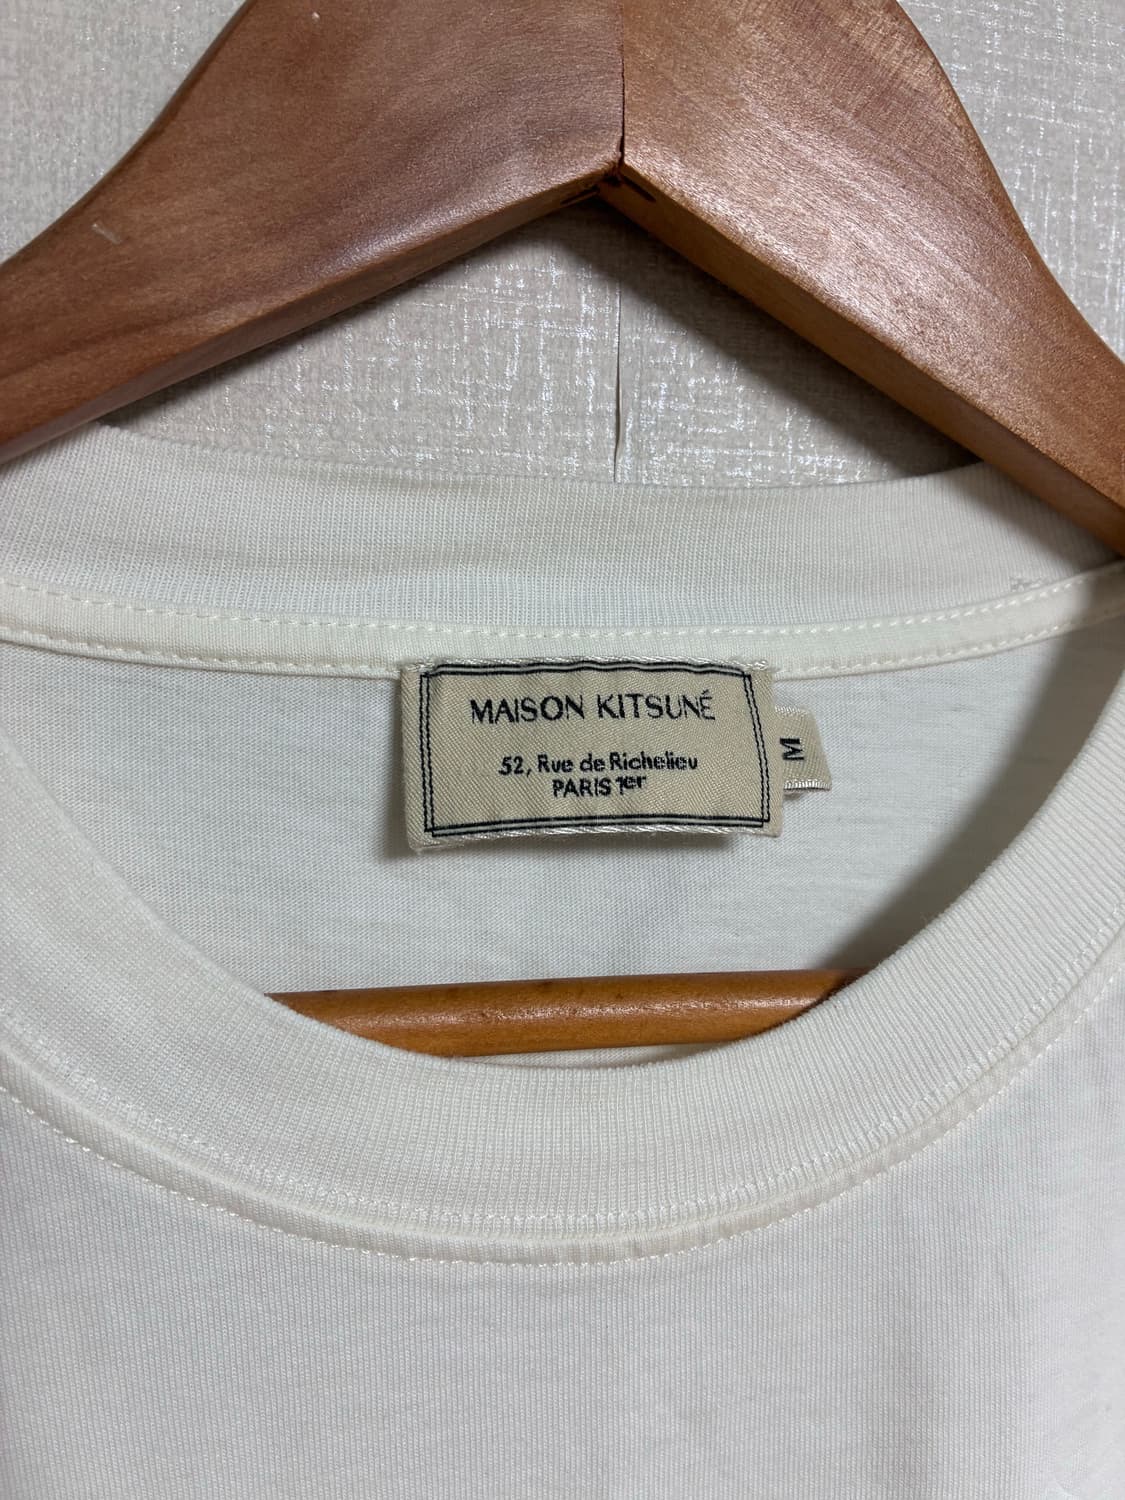 MAISON KITSUNÉ
52, Rue de Richelieu
PARIS 1er
M